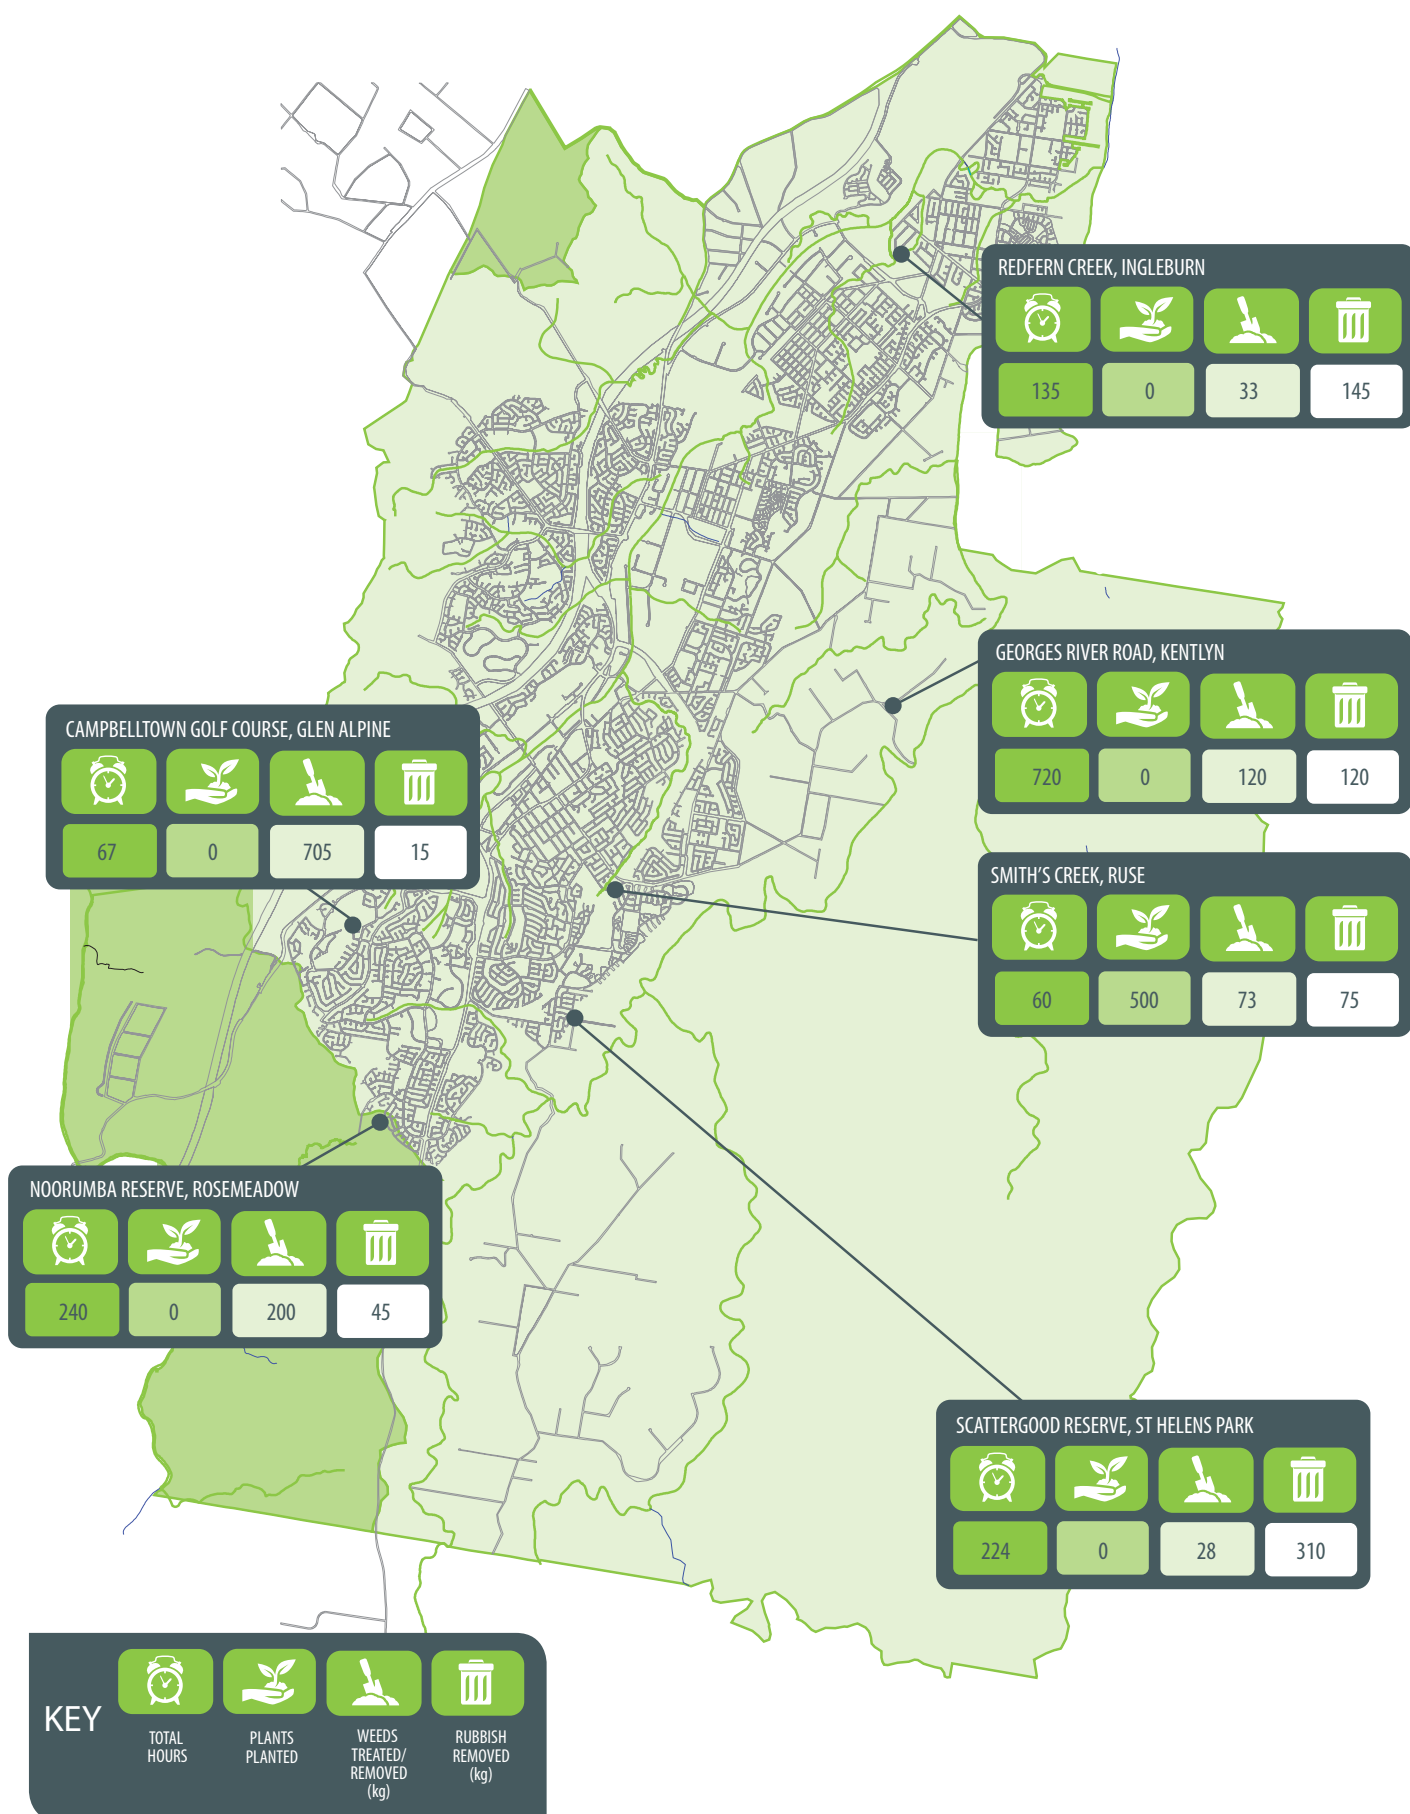 REDFERN CREEK, INGLEBURN
135 0 33 145
GEORGES RIVER ROAD, KENTLYN
720 0 120 120
CAMPBELLTOWN GOLF COURSE, GLEN ALPINE
67 0 705 15
SMITH'S CREEK, RUSE
60 500 73 75
NOORUMBA RESERVE, ROSEMEADOW
240 0 200 45
SCATTERGOOD RESERVE, ST HELENS PARK
224 0 28 310
KEY
TOTAL
HOURS
PLANTS
PLANTED
WEEDS
TREATED/
REMOVED
(kg)
RUBBISH
REMOVED
(kg)